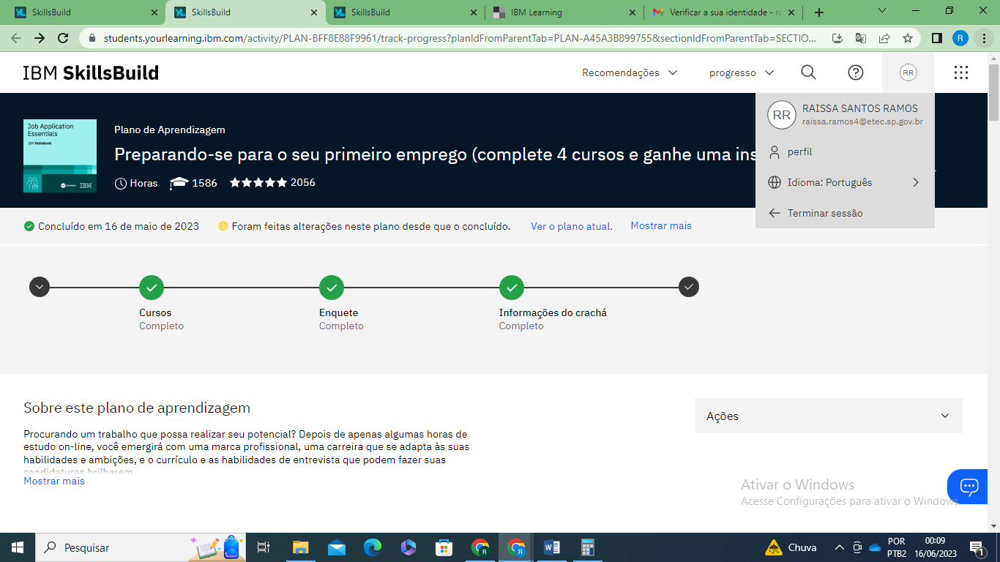 SkillsBuild
SkillsBuild
SkillsBuild
IBM Learning
Verificar a sua identidade - ra
students.yourlearning.ibm.com/activity/PLAN-BFF8E88F9961/track-progress?planIdFromParentTab=PLAN-A45A3B899755&sectionIdFromParentTab=SECTIO...
R
IBM SkillsBuild
Recomendações
progresso
RR
RR
RAISSA SANTOS RAMOS
raissa.ramos4@etec.sp.gov.br
perfil
Idioma: Português
Terminar sessão
Job Application
Essentials
IBM SkillsBuild
IBM
Plano de Aprendizagem
Preparando-se para o seu primeiro emprego (complete 4 cursos e ganhe uma ins
Horas
1586
2056
Concluído em 16 de maio de 2023
Foram feitas alterações neste plano desde que o concluído.
Ver o plano atual.
Mostrar mais
Cursos
Completo
Enquete
Completo
Informações do crachá
Completo
Sobre este plano de aprendizagem
Procurando um trabalho que possa realizar seu potencial? Depois de apenas algumas horas de
estudo on-line, você emergirá com uma marca profissional, uma carreira que se adapta às suas
habilidades e ambições, e o currículo e as habilidades de entrevista que podem fazer suas
candidaturas brilharem
Mostrar mais
Ações
Ativar o Windows
Acesse Configurações para ativar o Windows.
Pesquisar
Chuva
POR
PTB2
00:09
16/06/2023
1